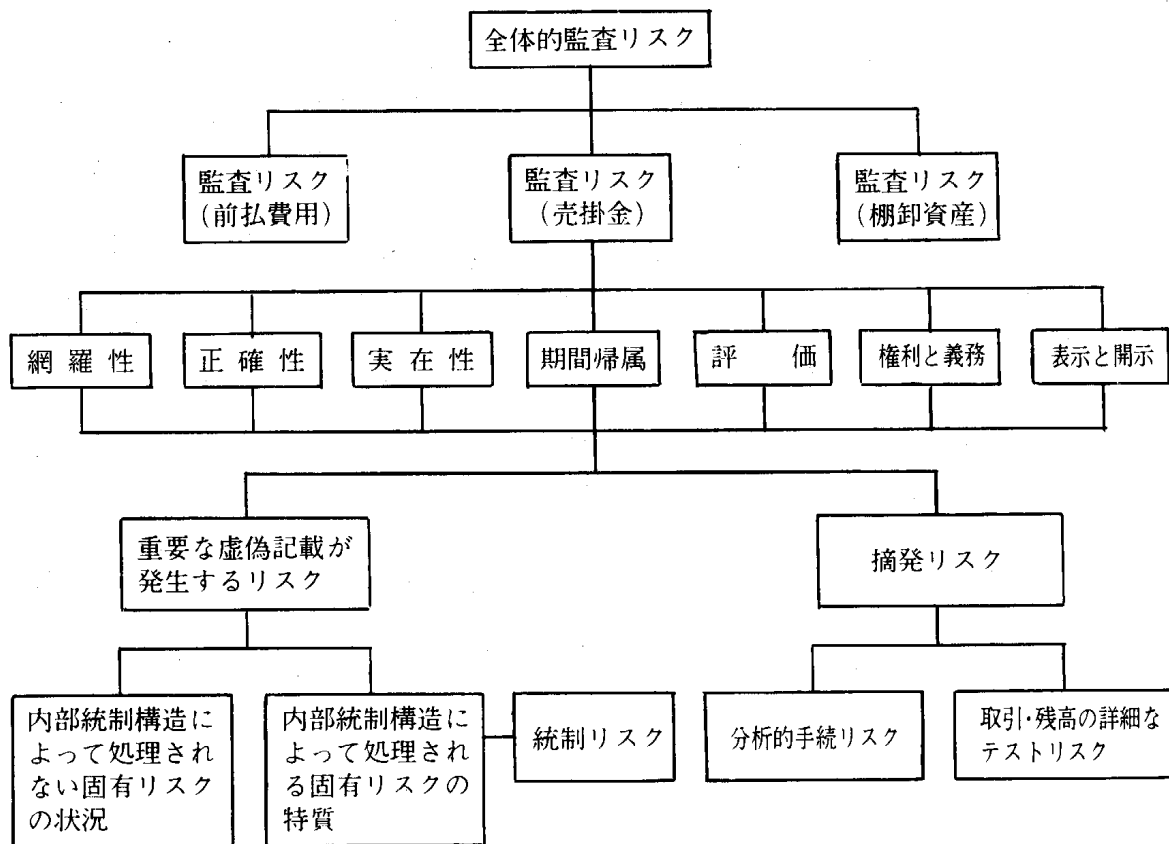 全体的監査リスク
監査リスク
(前払費用)
監査リスク
(売掛金)
監査リスク
(棚卸資産)
網羅性
正確性
実在性
期間帰属
評価
権利と義務
表示と開示
重要な虚偽記載が
発生するリスク
摘発リスク
内部統制構造に
よって処理され
ない固有リスク
の状況
内部統制構造に
よって処理され
る固有リスクの
特質
統制リスク
分析的手続リスク
取引・残高の詳細な
テストリスク